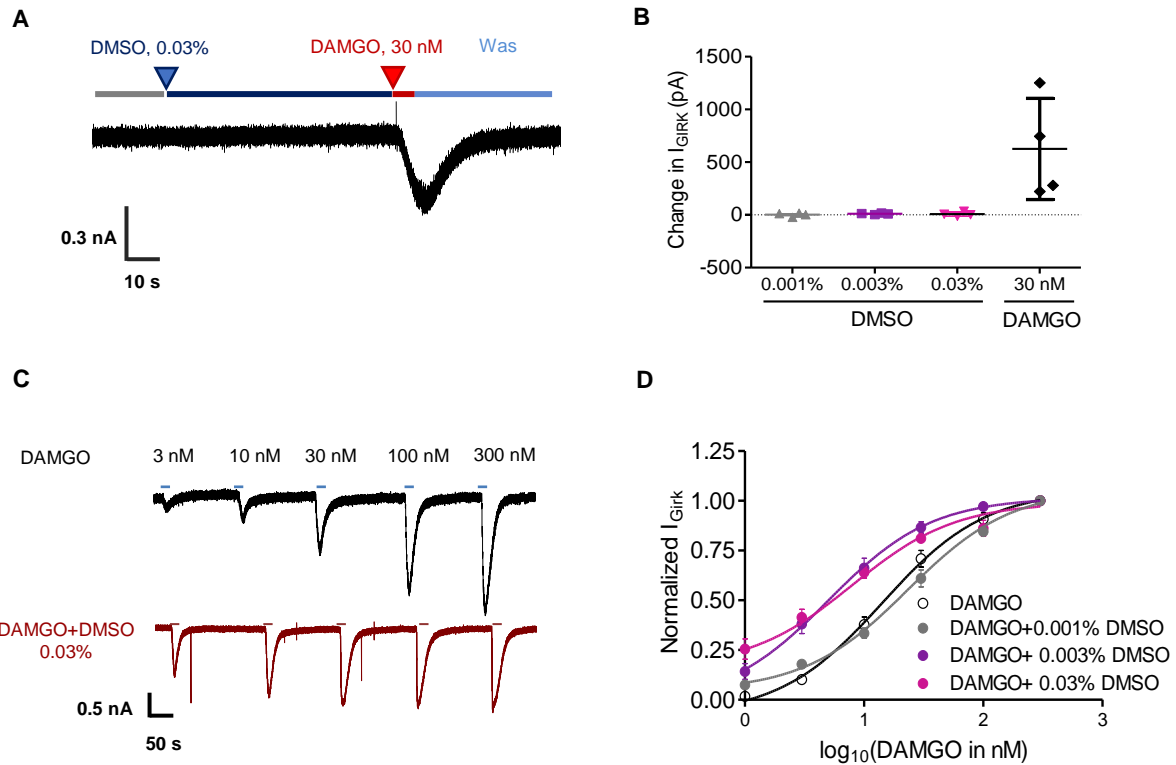 A
DMSO, 0.03%
DAMGO, 30 nM
Was
0.3 nA
10 s
B
Change in I_GIRK (pA)
1500
1000
500
0
-500
0.001%
0.003%
0.03%
30 nM
DMSO
DAMGO
C
DAMGO
3 nM
10 nM
30 nM
100 nM
300 nM
DAMGO+DMSO
0.03%
0.5 nA
50 s
D
Normalized I_Girk
1.25
1.00
0.75
0.50
0.25
0.00
0
1
2
3
log10(DAMGO in nM)
DAMGO
DAMGO+0.001% DMSO
DAMGO+ 0.003% DMSO
DAMGO+ 0.03% DMSO